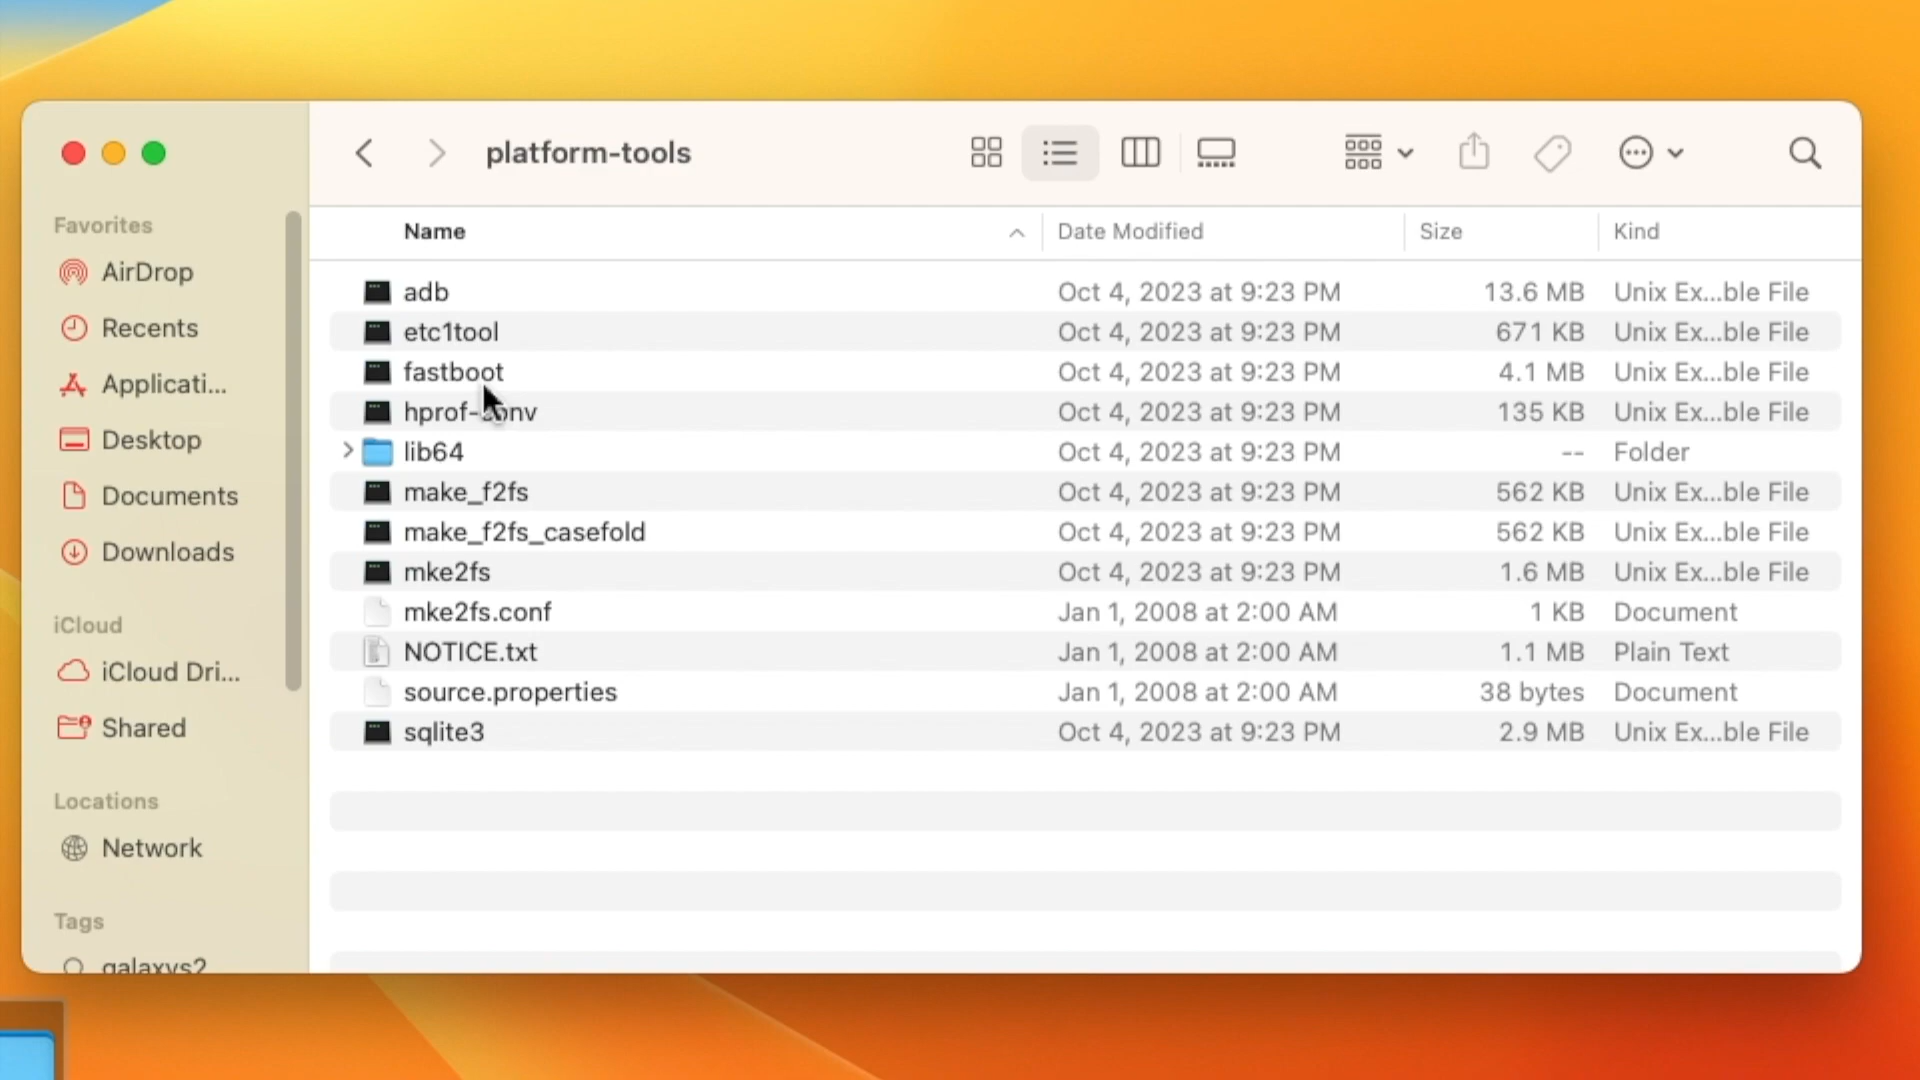 platform-tools
Favorites
AirDrop
Recents
Applicati...
Desktop
Documents
Downloads
iCloud
iCloud Dri...
Shared
Locations
Network
Tags
galaxys2
Name Date Modified Size Kind
adb Oct 4, 2023 at 9:23 PM 13.6 MB Unix Ex...ble File
etc1tool Oct 4, 2023 at 9:23 PM 671 KB Unix Ex...ble File
fastboot Oct 4, 2023 at 9:23 PM 4.1 MB Unix Ex...ble File
hprof-conv Oct 4, 2023 at 9:23 PM 135 KB Unix Ex...ble File
lib64 Oct 4, 2023 at 9:23 PM -- Folder
make_f2fs Oct 4, 2023 at 9:23 PM 562 KB Unix Ex...ble File
make_f2fs_casefold Oct 4, 2023 at 9:23 PM 562 KB Unix Ex...ble File
mke2fs Oct 4, 2023 at 9:23 PM 1.6 MB Unix Ex...ble File
mke2fs.conf Jan 1, 2008 at 2:00 AM 1 KB Document
NOTICE.txt Jan 1, 2008 at 2:00 AM 1.1 MB Plain Text
source.properties Jan 1, 2008 at 2:00 AM 38 bytes Document
sqlite3 Oct 4, 2023 at 9:23 PM 2.9 MB Unix Ex...ble File